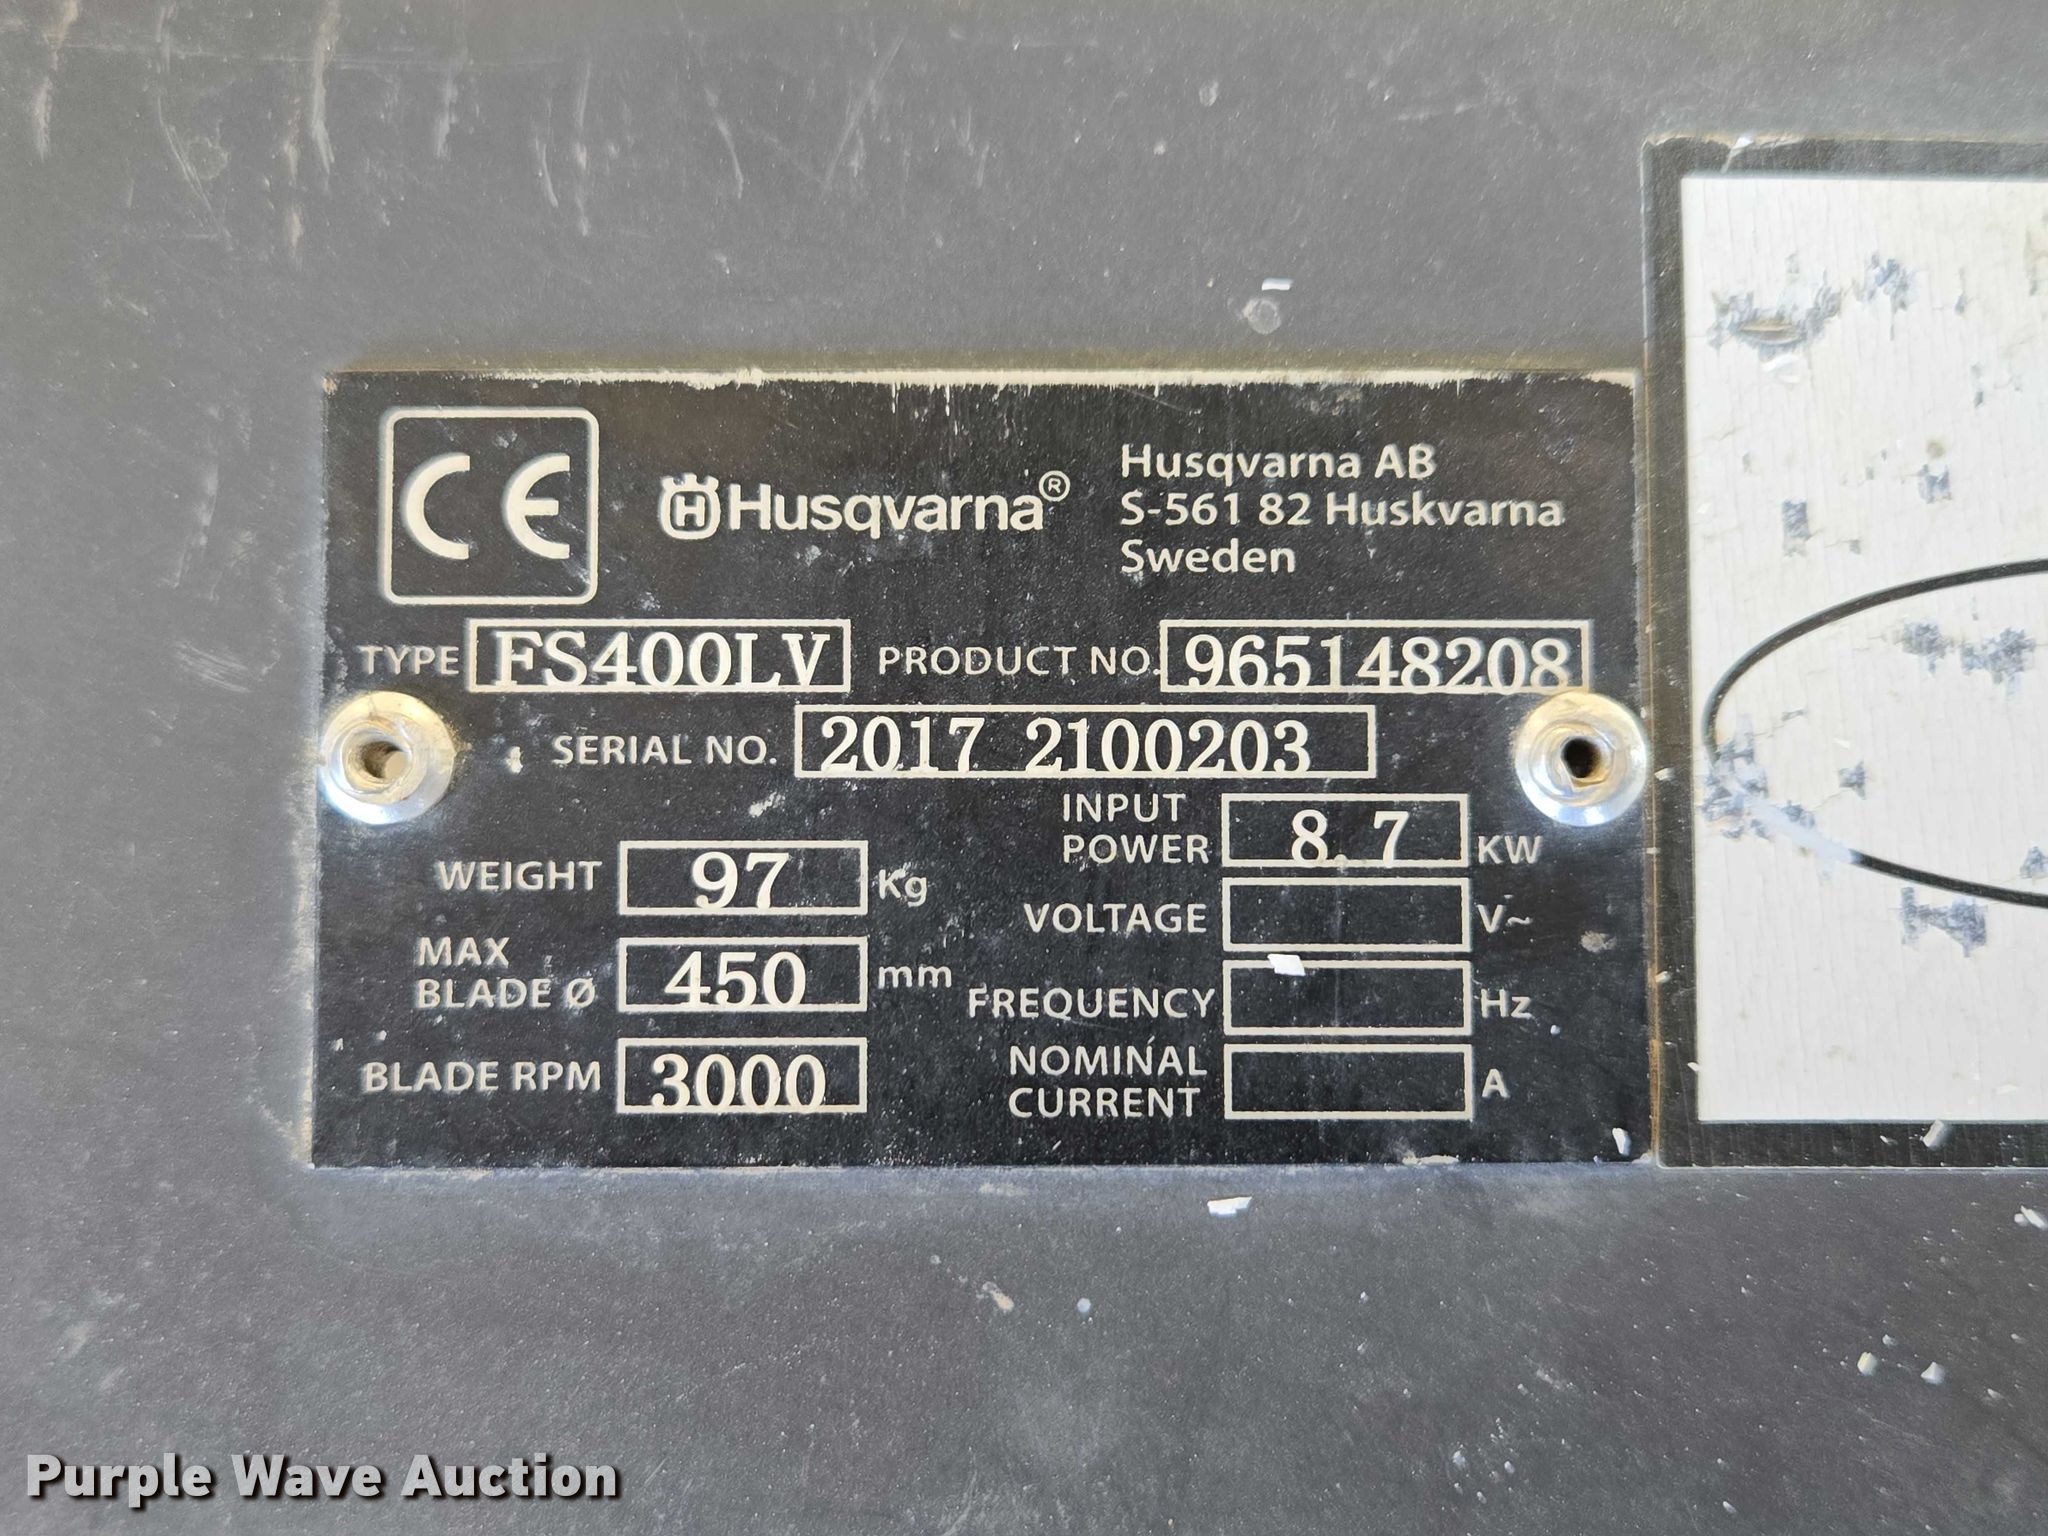 CE
Husqvarna®
Husqvarna AB
S-561 82 Huskvarna
Sweden
TYPE FS400LV PRODUCT NO. 965148208
SERIAL NO. 2017 2100203
WEIGHT 97 Kg
MAX
BLADE Ø 450 mm
BLADE RPM 3000
INPUT
POWER 8.7 KW
VOLTAGE V~
FREQUENCY Hz
NOMINAL
CURRENT A
Purple Wave Auction